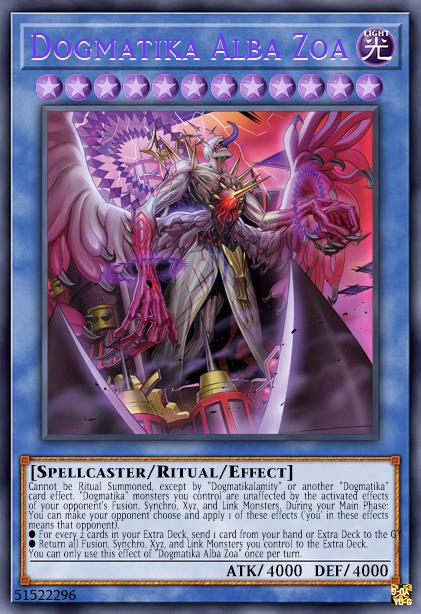 Dogmatika Alba Zoa
LIGHT
光
[Spellcaster/Ritual/Effect]
Cannot be Ritual Summoned, except by "Dogmatikalamity" or another "Dogmatika"
card effect. "Dogmatika" monsters you control are unaffected by the activated effects
of your opponent's Fusion, Synchro, Xyz, and Link Monsters, During your Main Phase:
You can make your opponent choose and apply 1 of these effects ('you' in these effects
means that opponent).
● For every 2 cards in your Extra Deck, send 1 card from your hand or Extra Deck to the GY.
● Return all Fusion, Synchro, Xyz, and Link Monsters you control to the Extra Deck.
You can only use this effect of "Dogmatika Alba Zoa" once per turn.
ATK/4000 DEF/4000
51522296